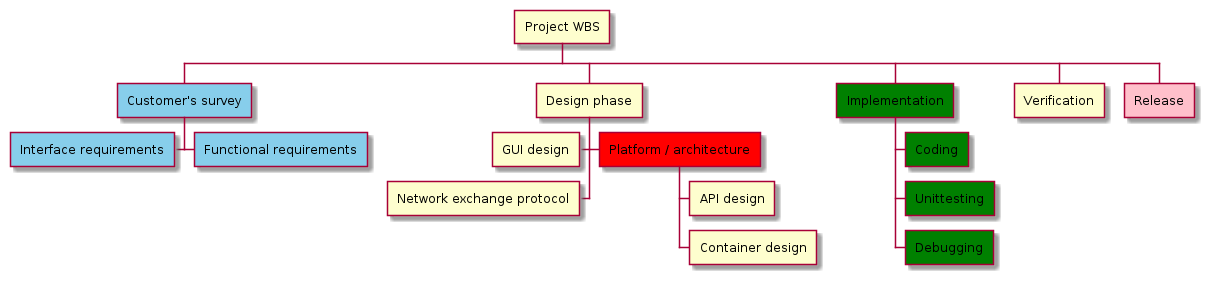 Project WBS
Customer's survey
Design phase
Implementation
Verification
Release
Interface requirements
Functional requirements
GUI design
Platform / architecture
Coding
Network exchange protocol
API design
Unittesting
Container design
Debugging